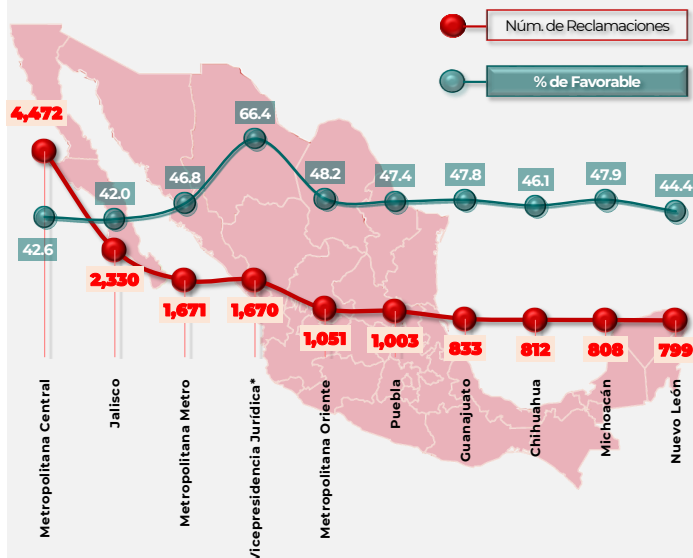 Núm. de Reclamaciones
% de Favorable
4,472
66.4
42.0
46.8
48.2
47.4
47.8
46.1
47.9
44.4
42.6
2,330
1,671
1,670
1,051
1,003
833
812
808
799
Metropolitana Central
Jalisco
Metropolitana Metro
Vicepresidencia Jurídica*
Metropolitana Oriente
Puebla
Guanajuato
Chihuahua
Michoacán
Nuevo León